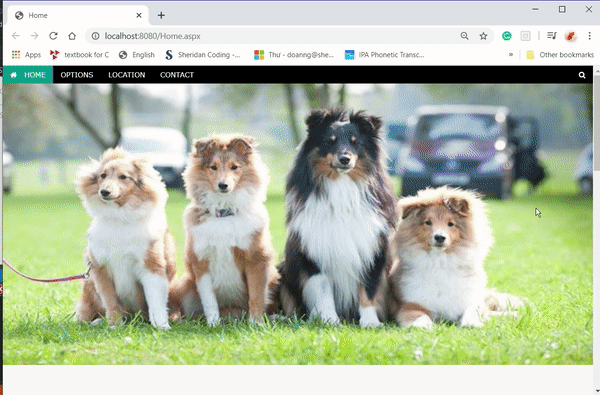 Home
localhost:8080/Home.aspx
Apps textbook for C English Sheridan Coding -... Thư - doanng@she... IPA Phonetic Transc... » Other bookmarks
HOME OPTIONS LOCATION CONTACT